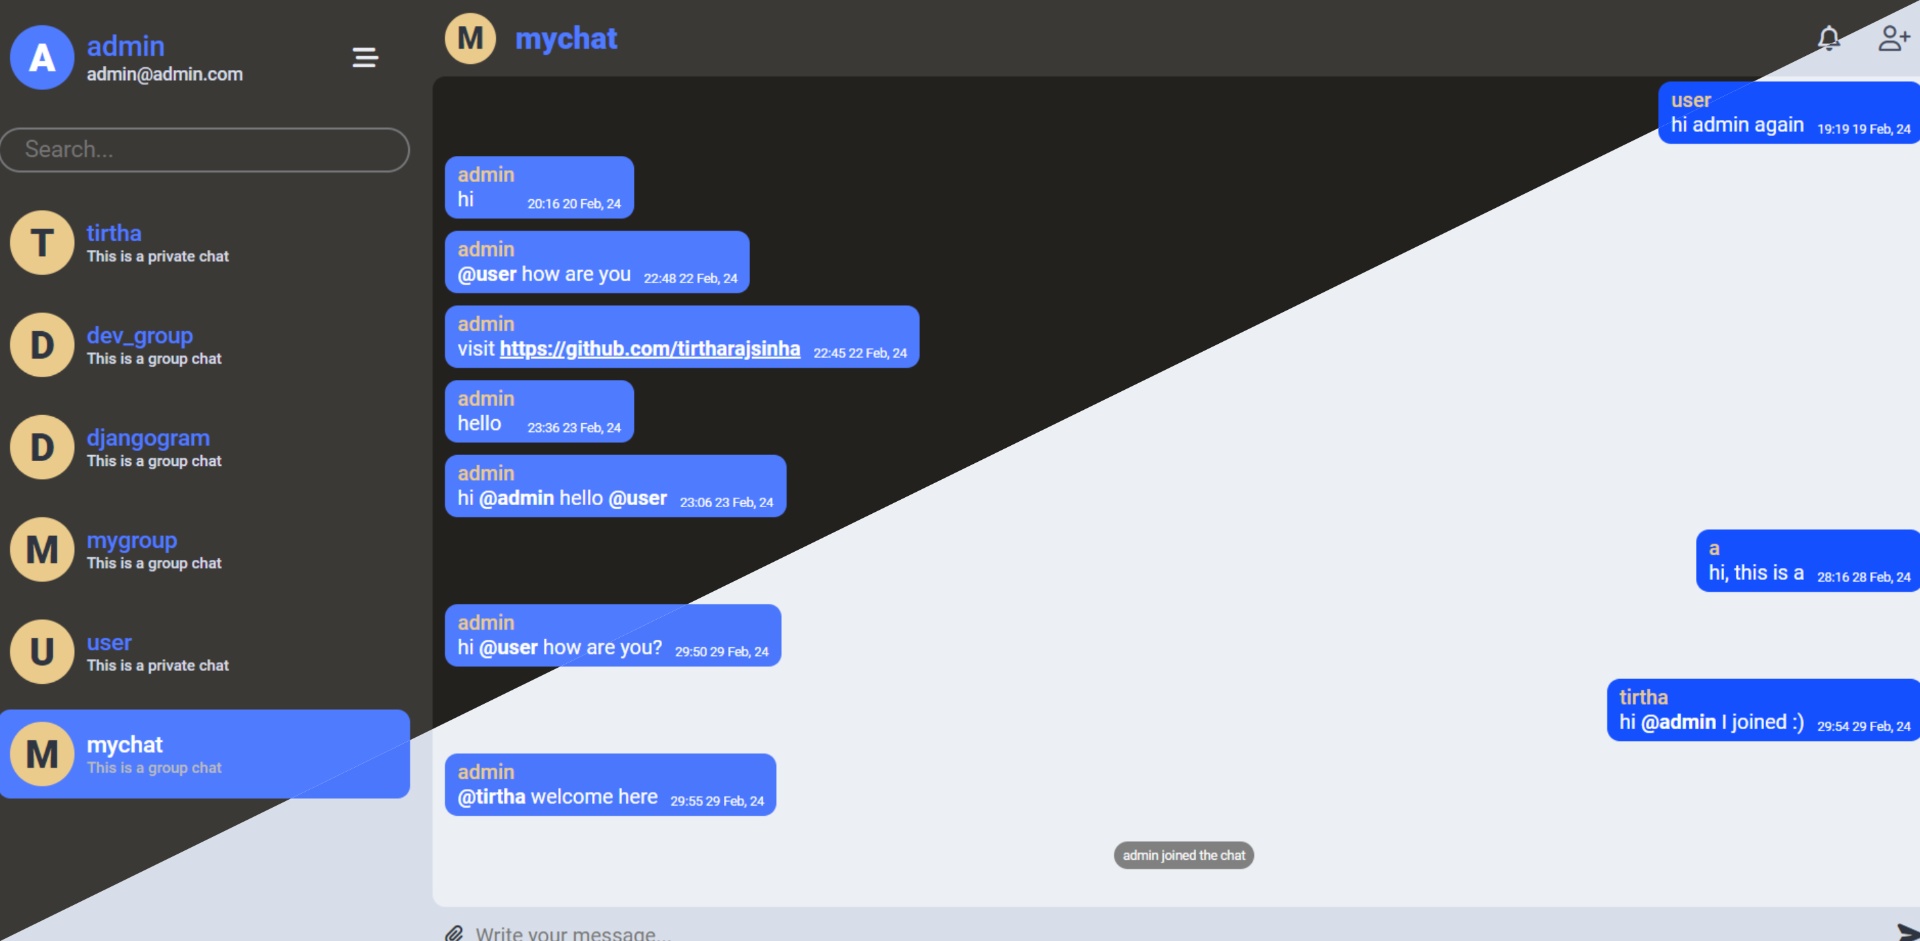 A
admin
admin@admin.com
Search...
T
tirtha
This is a private chat
D
dev_group
This is a group chat
D
djangogram
This is a group chat
M
mygroup
This is a group chat
U
user
This is a private chat
M
mychat
This is a group chat
M
mychat
user
hi admin again 19:19 19 Feb, 24
admin
hi 20:16 20 Feb, 24
admin
@user how are you 22:48 22 Feb, 24
admin
visit https://github.com/tirtharajsinha 22:45 22 Feb, 24
admin
hello 23:36 23 Feb, 24
admin
hi @admin hello @user 23:06 23 Feb, 24
a
hi, this is a 28:16 28 Feb, 24
admin
hi @user how are you? 29:50 29 Feb, 24
tirtha
hi @admin I joined :) 29:54 29 Feb, 24
admin
@tirtha welcome here 29:55 29 Feb, 24
admin joined the chat
Write your message...